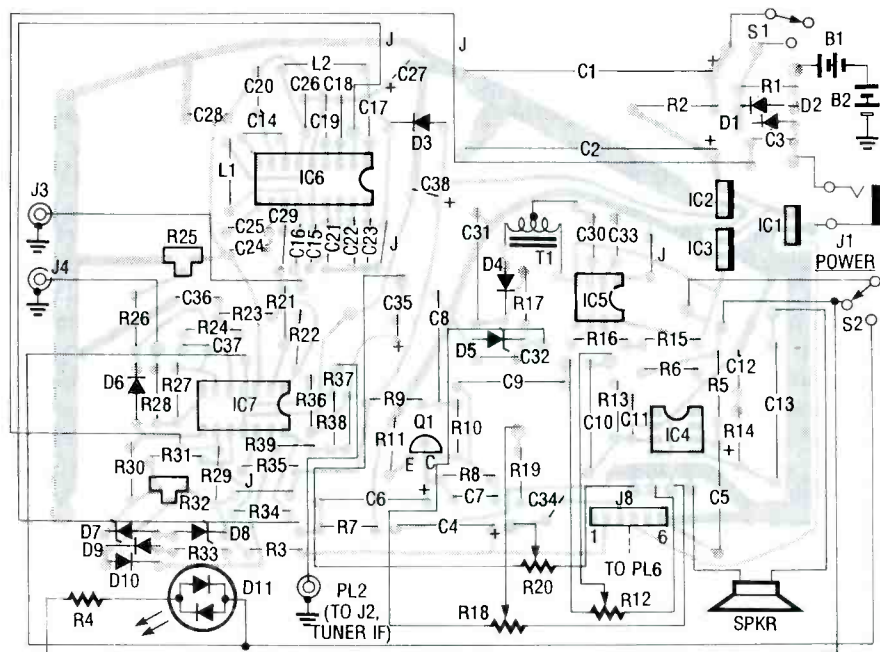 S1
J
J
B1
L2
C27
C1
C20
C26
C18
C17
R1
R2
D2
B2
C28
C14
C19
D1
C3
D3
C2
L1
IC6
C38
IC2
J3
IC1
C29
C25
C24
C16
C15
C21
C22
C23
J
C31
T1
C30
C33
IC3
J1
POWER
R25
J4
D4
J
IC5
S2
R26
C36
R23
R21
R24
R22
C35
C8
R17
C37
D5
C32
R16
R15
D6
R27
R28
IC7
R36
R37
R38
R9
C9
R6
R5
C12
R13
C10
C11
C13
Q1
R11
R10
E C
IC4
R14
R39
R35
R30
R31
R29
R32
J
R34
R8
C7
R19
C6
C34
J8
C5
D7
D8
D9
D10
R33
R3
R7
C4
1 6
TO PL6
D11
R20
R4
PL2
(TO J2,
TUNER IF)
R18
R12
SPKR